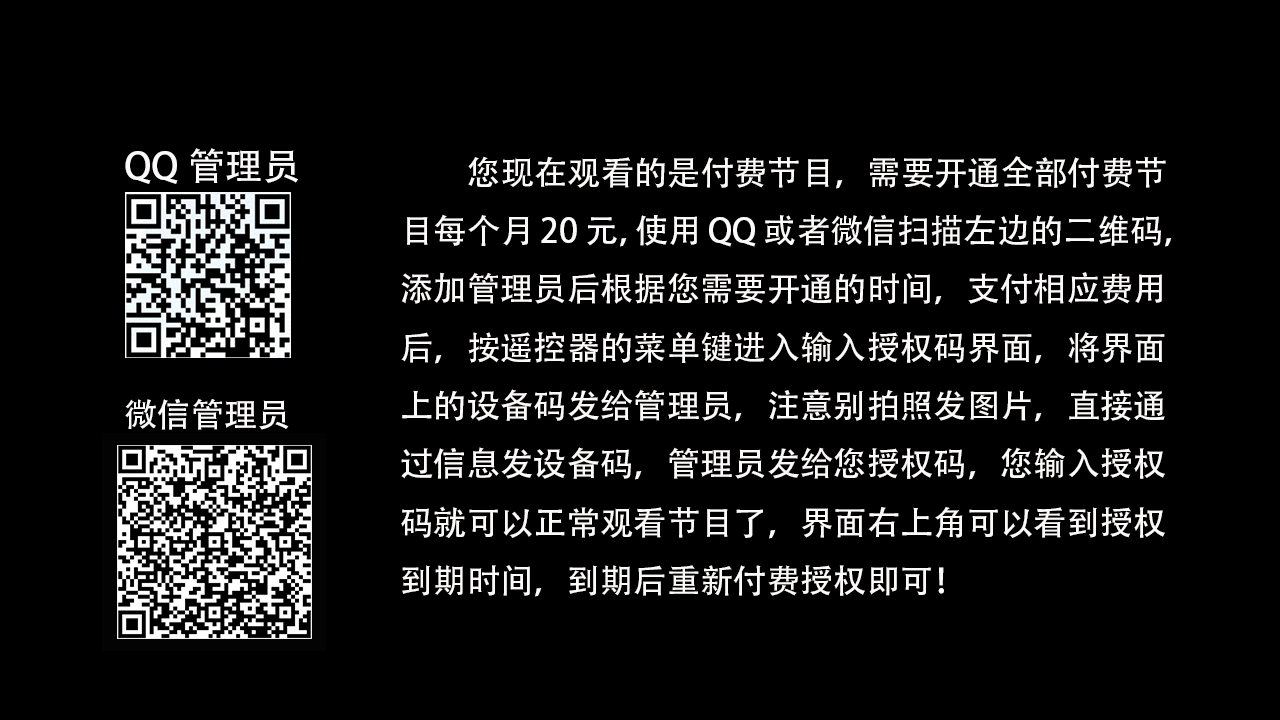 QQ 管理员
微信管理员
您现在观看的是付费节目，需要开通全部付费节
目每个月 20 元, 使用 QQ 或者微信扫描左边的二维码,
添加管理员后根据您需要开通的时间，支付相应费用
后，按遥控器的菜单键进入输入授权码界面，将界面
上的设备码发给管理员，注意别拍照发图片，直接通
过信息发设备码，管理员发给您授权码，您输入授权
码就可以正常观看节目了，界面右上角可以看到授权
到期时间，到期后重新付费授权即可！